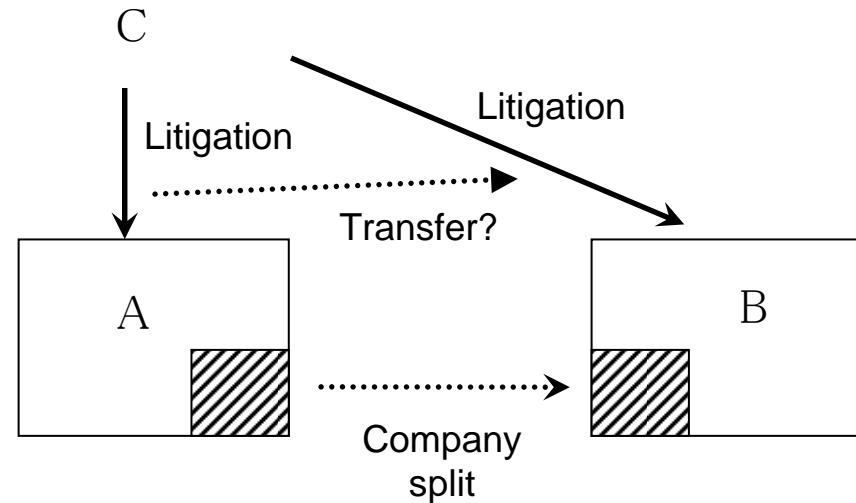 C
Litigation
Litigation
Transfer?
A
B
Company
split